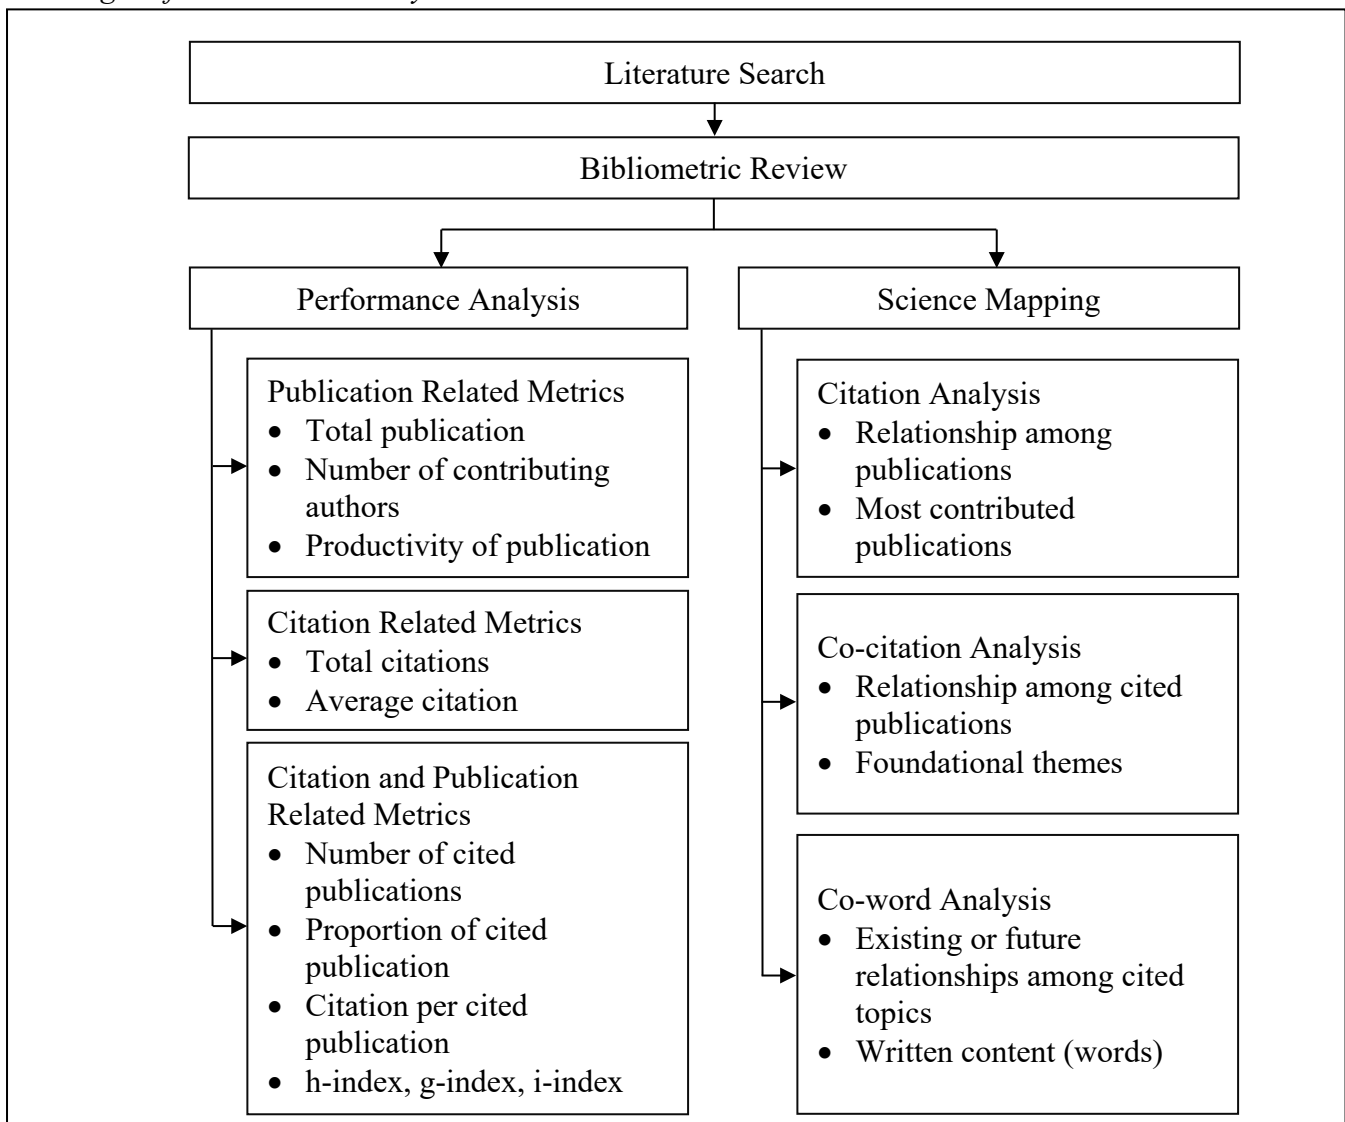 Literature Search
Bibliometric Review
Performance Analysis
Publication Related Metrics
• Total publication
• Number of contributing
authors
• Productivity of publication
Citation Related Metrics
• Total citations
• Average citation
Citation and Publication
Related Metrics
• Number of cited
publications
• Proportion of cited
publication
• Citation per cited
publication
• h-index, g-index, i-index
Science Mapping
Citation Analysis
• Relationship among
publications
• Most contributed
publications
Co-citation Analysis
• Relationship among cited
publications
• Foundational themes
Co-word Analysis
• Existing or future
relationships among cited
topics
• Written content (words)